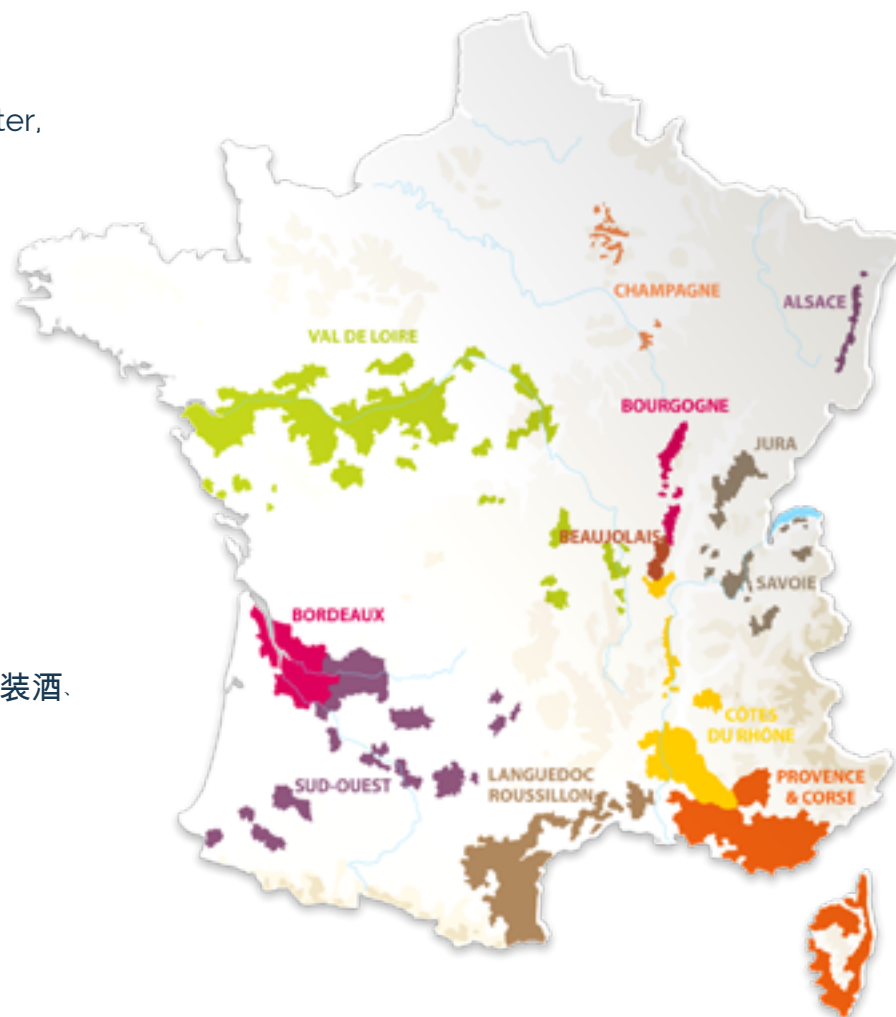 ter,
CHAMPAGNE
ALSACE
VAL DE LOIRE
BOURGOGNE
JURA
BEAUJOLAIS
SAVOIE
BORDEAUX
装酒、
CÔTES
DU RHÔNE
SUD-OUEST
LANGUEDOC
ROUSSILLON
PROVENCE
& CORSE